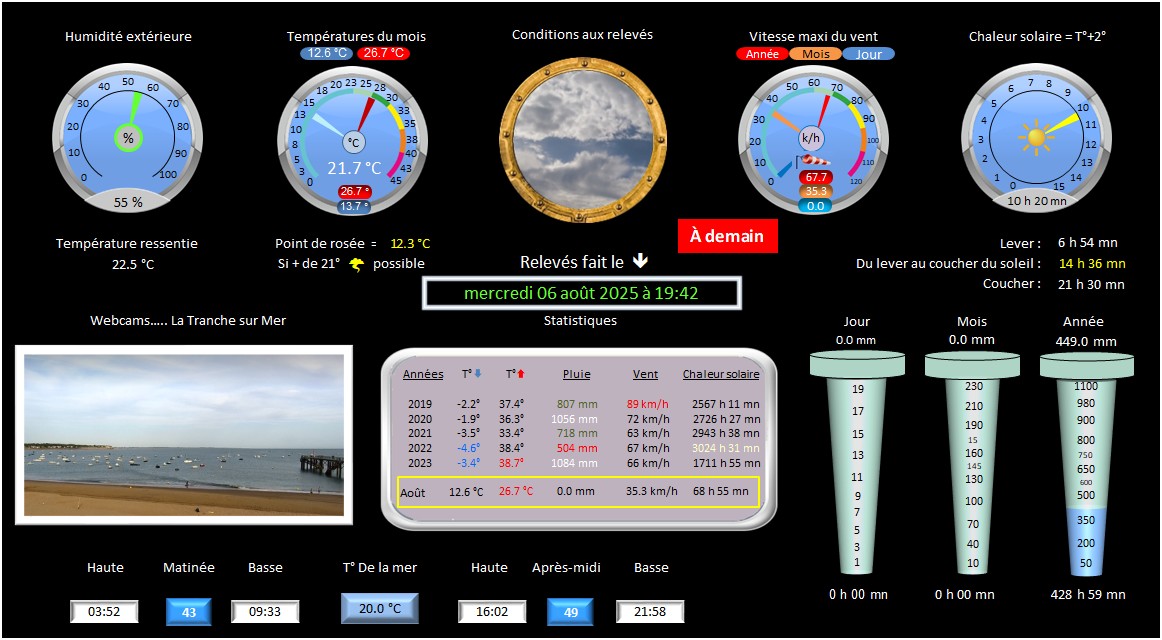 Humidité extérieure
Températures du mois
12.6 °C 26.7 °C
Conditions aux relevés
Vitesse maxi du vent
Année Mois Jour
Chaleur solaire = T°+2°
0 10 20 30 40 50 60 70 80 90 100
%
55 %
0 3 5 8 10 13 15 18 20 23 25 28 30 33 35 38 40 43 45
°C
21.7 °C
26.7 °
13.7 °
0 10 20 30 40 50 60 70 80 90 100 110 120
k/h
67.7
35.3
0.0
0 1 2 3 4 5 6 7 8 9 10 11 12 13 14 15
10 h 20 mn
Température ressentie
22.5 °C
Point de rosée = 12.3 °C
Si + de 21° possible
À demain
Relevés fait le
mercredi 06 août 2025 à 19:42
Lever : 6 h 54 mn
Du lever au coucher du soleil : 14 h 36 mn
Coucher : 21 h 30 mn
Webcams..... La Tranche sur Mer
Statistiques
Années T° T° Pluie Vent Chaleur solaire
2019 -2.2° 37.4° 807 mm 89 km/h 2567 h 11 mn
2020 -1.9° 36.3° 1056 mm 72 km/h 2726 h 27 mn
2021 -3.5° 33.4° 718 mm 63 km/h 2943 h 38 mn
2022 -4.6° 38.4° 504 mm 67 km/h 3024 h 31 mn
2023 -3.4° 38.7° 1084 mm 66 km/h 1711 h 55 mn
Août 12.6 °C 26.7 °C 0.0 mm 35.3 km/h 68 h 55 mn
Jour
0.0 mm
19
17
15
13
11
9
7
5
3
1
0 h 00 mn
Mois
0.0 mm
230
210
190
15
160
145
130
100
70
40
10
0 h 00 mn
Année
449.0 mm
1100
980
900
800
750
650
600
500
350
200
50
428 h 59 mn
Haute Matinée Basse T° De la mer Haute Après-midi Basse
03:52 43 09:33 20.0 °C 16:02 49 21:58